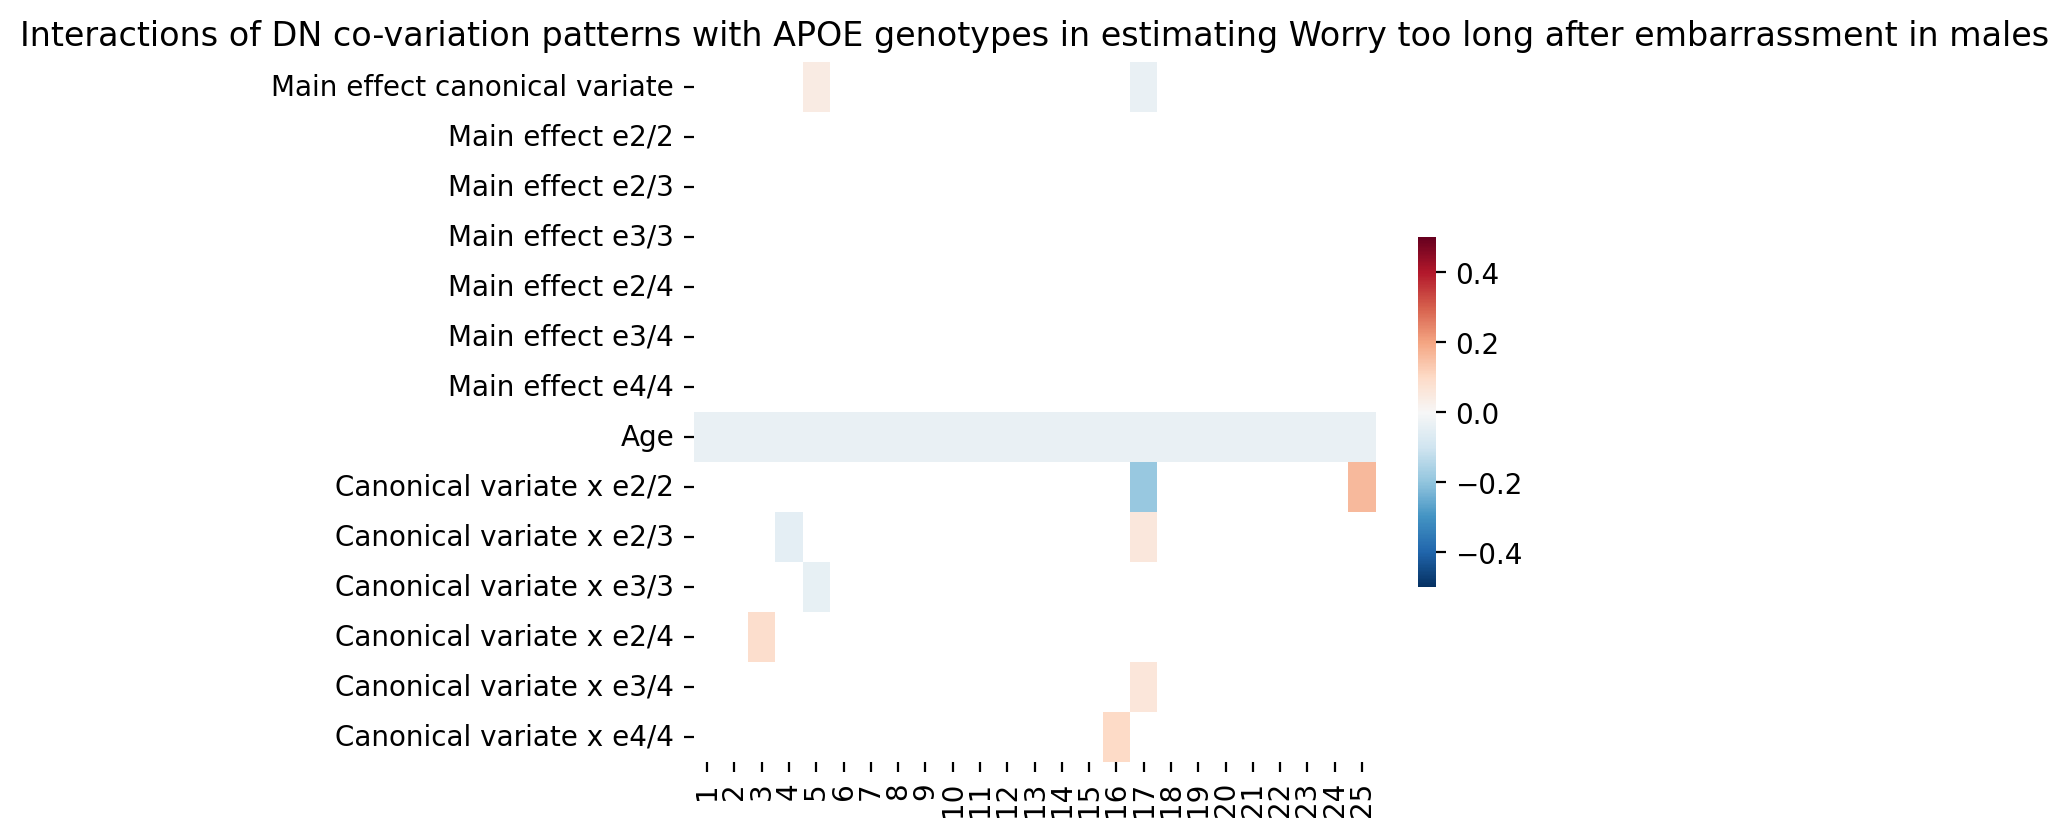 Interactions of DN co-variation patterns with APOE genotypes in estimating Worry too long after embarrassment in males
Main effect canonical variate
Main effect e2/2
Main effect e2/3
Main effect e3/3
Main effect e2/4
Main effect e3/4
Main effect e4/4
Age
Canonical variate x e2/2
Canonical variate x e2/3
Canonical variate x e3/3
Canonical variate x e2/4
Canonical variate x e3/4
Canonical variate x e4/4
1 2 3 4 5 6 7 8 9 10 11 12 13 14 15 16 17 18 19 20 21 22 23 24 25
0.4
0.2
0.0
−0.2
−0.4